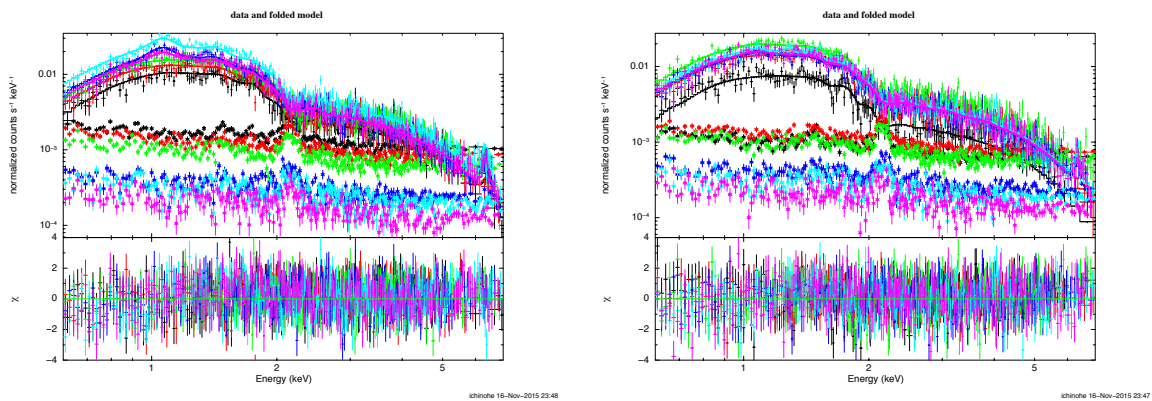 data and folded model
0.01
10⁻³
10⁻⁴
normalized counts s⁻¹ keV⁻¹
4
2
0
−2
−4
χ
1
2
5
Energy (keV)
ichinohe 16−Nov−2015 23:48
data and folded model
0.01
10⁻³
10⁻⁴
normalized counts s⁻¹ keV⁻¹
4
2
0
−2
−4
χ
1
2
5
Energy (keV)
ichinohe 16−Nov−2015 23:47